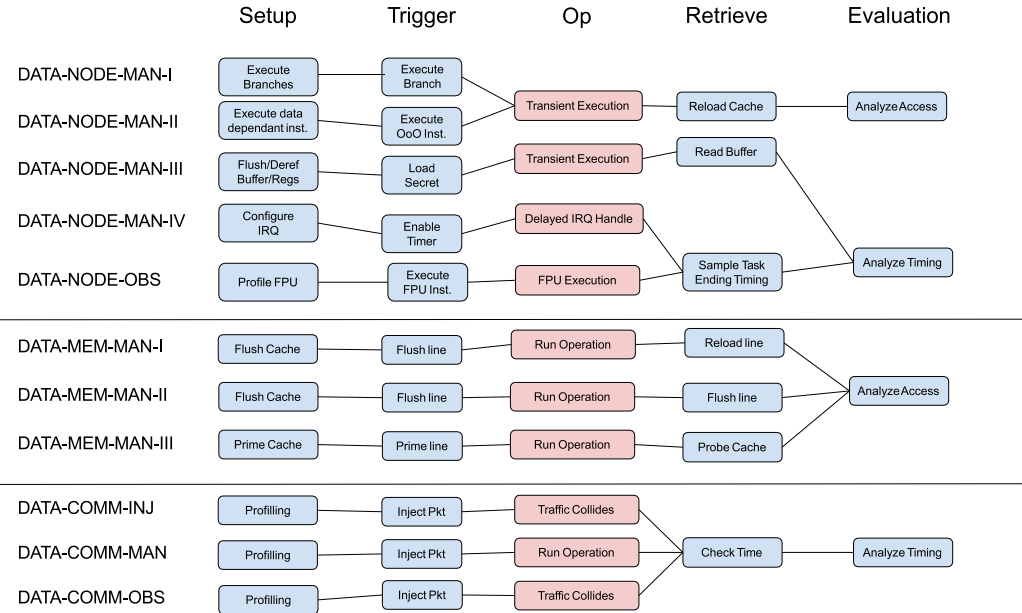 Setup Trigger Op Retrieve Evaluation
DATA-NODE-MAN-I
Execute
Branches
Execute
Branch
Transient Execution
Reload Cache
Analyze Access
DATA-NODE-MAN-II
Execute data
dependant inst.
Execute
OoO Inst.
DATA-NODE-MAN-III
Flush/Deref
Buffer/Regs
Load
Secret
Transient Execution
Read Buffer
DATA-NODE-MAN-IV
Configure
IRQ
Enable
Timer
Delayed IRQ Handle
DATA-NODE-OBS
Profile FPU
Execute
FPU Inst.
FPU Execution
Sample Task
Ending Timing
Analyze Timing
DATA-MEM-MAN-I
Flush Cache
Flush line
Run Operation
Reload line
DATA-MEM-MAN-II
Flush Cache
Flush line
Run Operation
Flush line
Analyze Access
DATA-MEM-MAN-III
Prime Cache
Prime line
Run Operation
Probe Cache
DATA-COMM-INJ
Profilling
Inject Pkt
Traffic Collides
DATA-COMM-MAN
Profilling
Inject Pkt
Run Operation
Check Time
Analyze Timing
DATA-COMM-OBS
Profilling
Inject Pkt
Traffic Collides